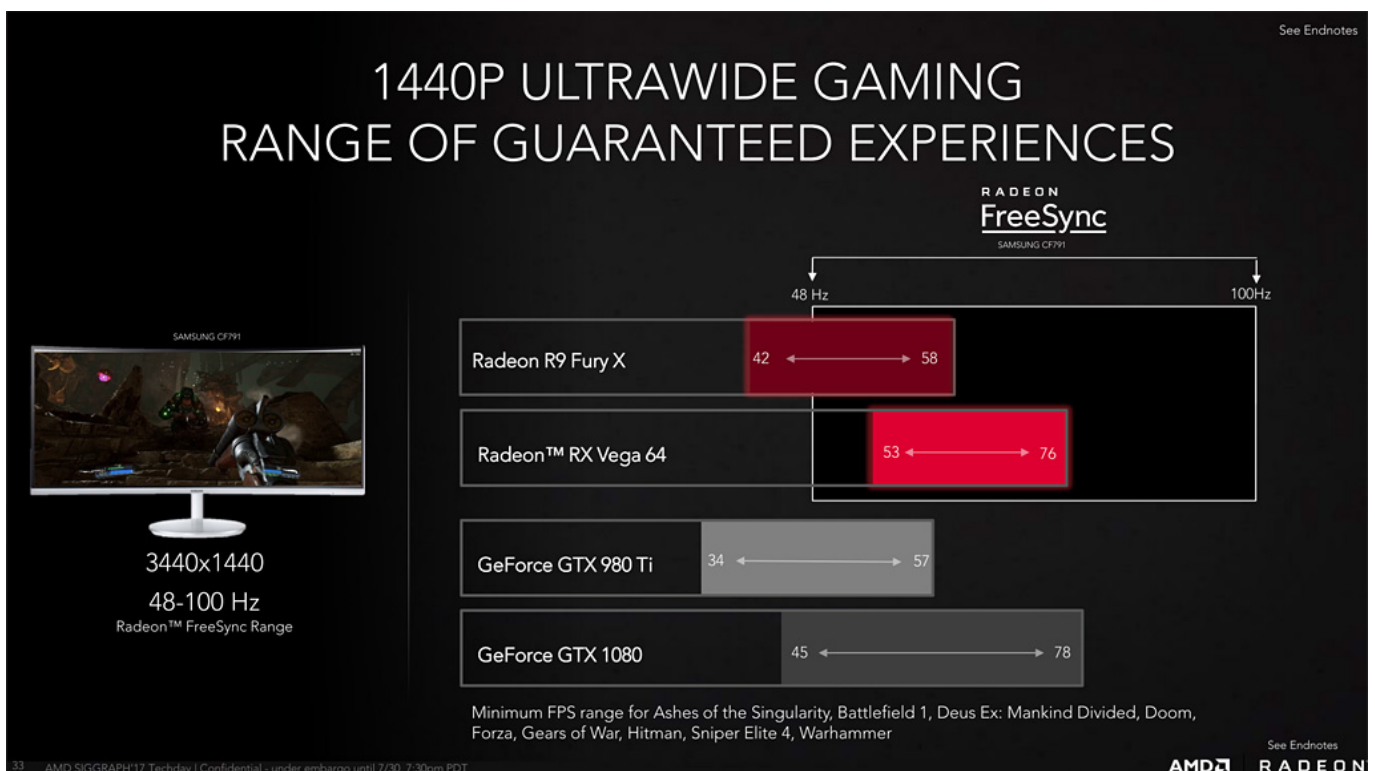 See Endnotes
1440P ULTRAWIDE GAMING
RANGE OF GUARANTEED EXPERIENCES
RADEON
FreeSync
SAMSUNG CF791
48 Hz
100Hz
SAMSUNG CF791
Radeon R9 Fury X
42
58
Radeon™ RX Vega 64
53
76
3440x1440
48-100 Hz
Radeon™ FreeSync Range
GeForce GTX 980 Ti
34
57
GeForce GTX 1080
45
78
Minimum FPS range for Ashes of the Singularity, Battlefield 1, Deus Ex: Mankind Divided, Doom,
Forza, Gears of War, Hitman, Sniper Elite 4, Warhammer
See Endnotes
33 AMD SIGGRAPH'17 Techday | Confidential - under embargo until 7/30, 7:30pm PDT
AMD RADEON